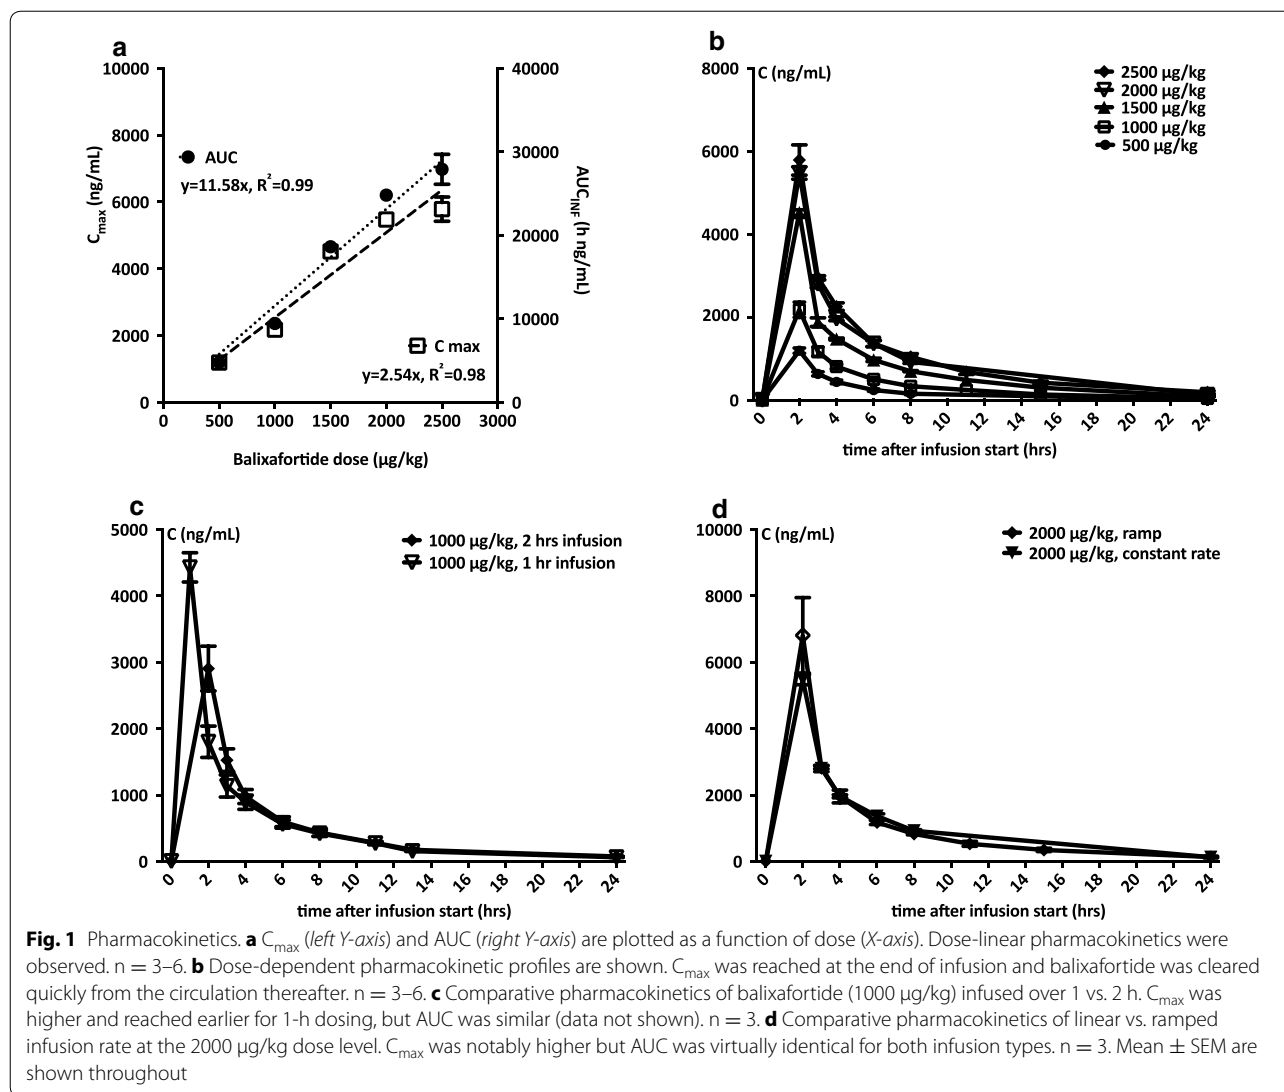 a
10000
8000
6000
4000
2000
0
C_max (ng/mL)
40000
30000
20000
10000
0
AUC_INF (h ng/mL)
AUC
y=11.58x, R²=0.99
C max
y=2.54x, R²=0.98
0 500 1000 1500 2000 2500 3000
Balixafortide dose (µg/kg)
b
C (ng/mL)
8000
6000
4000
2000
0
2500 µg/kg
2000 µg/kg
1500 µg/kg
1000 µg/kg
500 µg/kg
0 2 4 6 8 10 12 14 16 18 20 22 24
time after infusion start (hrs)
c
C (ng/mL)
5000
4000
3000
2000
1000
0
1000 µg/kg, 2 hrs infusion
1000 µg/kg, 1 hr infusion
0 2 4 6 8 10 12 14 16 18 20 22 24
time after infusion start (hrs)
d
C (ng/mL)
10000
8000
6000
4000
2000
0
2000 µg/kg, ramp
2000 µg/kg, constant rate
0 2 4 6 8 10 12 14 16 18 20 22 24
time after infusion start (hrs)
Fig. 1 Pharmacokinetics. a C_max (left Y-axis) and AUC (right Y-axis) are plotted as a function of dose (X-axis). Dose-linear pharmacokinetics were
observed. n = 3–6. b Dose-dependent pharmacokinetic profiles are shown. C_max was reached at the end of infusion and balixafortide was cleared
quickly from the circulation thereafter. n = 3–6. c Comparative pharmacokinetics of balixafortide (1000 µg/kg) infused over 1 vs. 2 h. C_max was
higher and reached earlier for 1-h dosing, but AUC was similar (data not shown). n = 3. d Comparative pharmacokinetics of linear vs. ramped
infusion rate at the 2000 µg/kg dose level. C_max was notably higher but AUC was virtually identical for both infusion types. n = 3. Mean ± SEM are
shown throughout